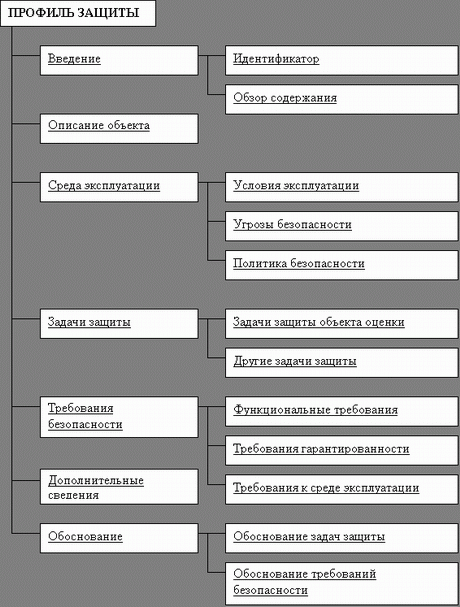 ПРОФИЛЬ ЗАЩИТЫ
Введение
Идентификатор
Обзор содержания
Описание объекта
Среда эксплуатации
Условия эксплуатации
Угрозы безопасности
Политика безопасности
Задачи защиты
Задачи защиты объекта оценки
Другие задачи защиты
Требования
безопасности
Функциональные требования
Требования гарантированности
Требования к среде эксплуатации
Дополнительные
сведения
Обоснование
Обоснование задач защиты
Обоснование требований
безопасности